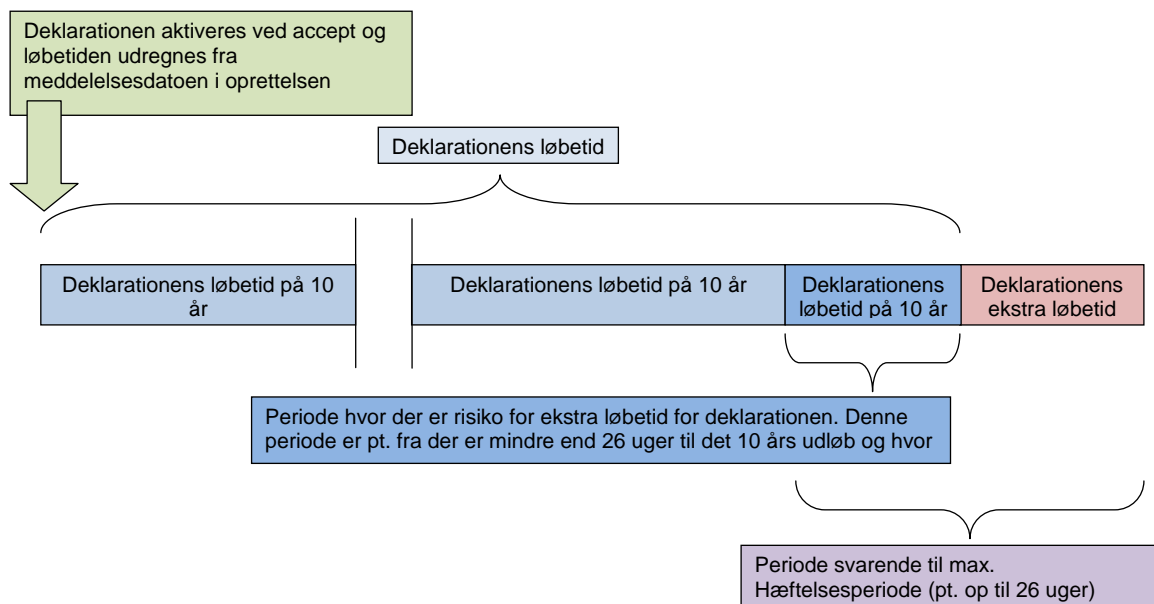 Deklarationen aktiveres ved accept og
løbetiden udregnes fra
meddelelsesdatoen i oprettelsen
Deklarationens løbetid
Deklarationens løbetid på 10
år
Deklarationens løbetid på 10 år
Deklarationens
løbetid på 10 år
Deklarationens
ekstra løbetid
Periode hvor der er risiko for ekstra løbetid for deklarationen. Denne
periode er pt. fra der er mindre end 26 uger til det 10 års udløb og hvor
Periode svarende til max.
Hæftelsesperiode (pt. op til 26 uger)